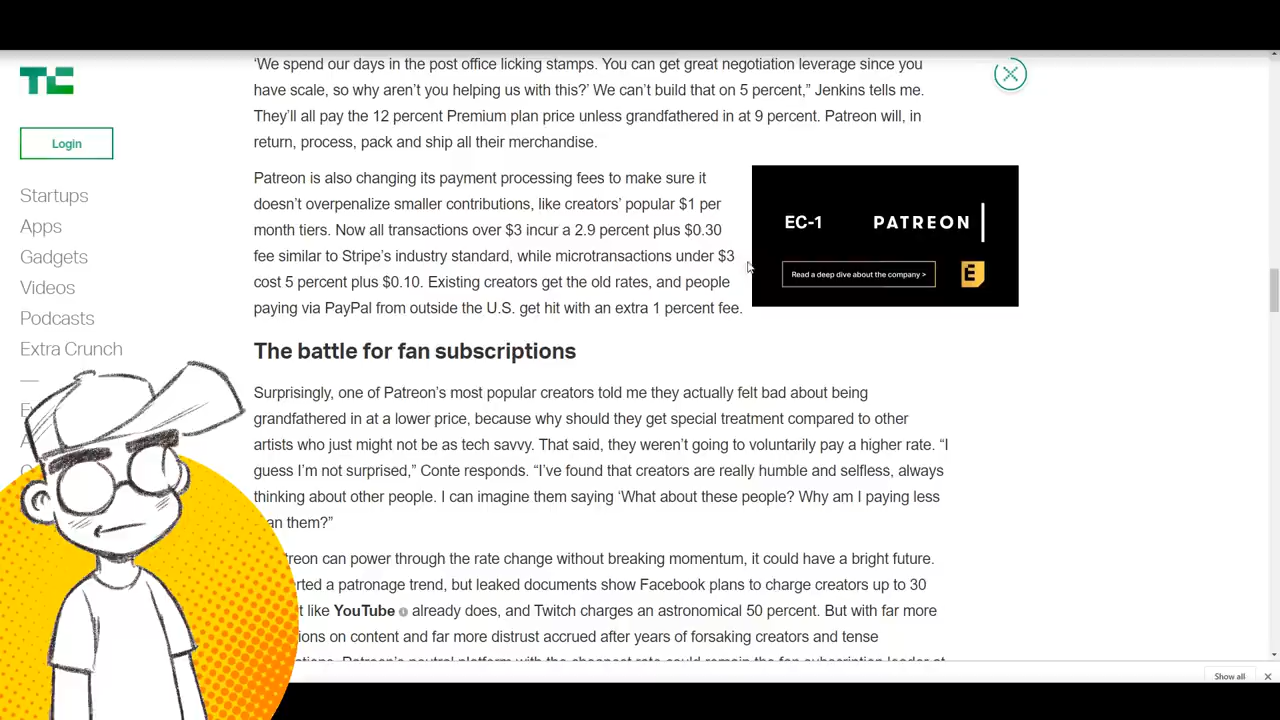 ‘We spend our days in the post office licking stamps. You can get great negotiation leverage since you
have scale, so why aren’t you helping us with this?’ We can’t build that on 5 percent,” Jenkins tells me.
They’ll all pay the 12 percent Premium plan price unless grandfathered in at 9 percent. Patreon will, in
return, process, pack and ship all their merchandise.
TC
Login
Startups
Apps
Gadgets
Videos
Podcasts
Extra Crunch
Patreon is also changing its payment processing fees to make sure it
doesn’t overpenalize smaller contributions, like creators’ popular $1 per
month tiers. Now all transactions over $3 incur a 2.9 percent plus $0.30
fee similar to Stripe’s industry standard, while microtransactions under $3
cost 5 percent plus $0.10. Existing creators get the old rates, and people
paying via PayPal from outside the U.S. get hit with an extra 1 percent fee.
EC-1 PATREON
Read a deep dive about the company >
E
The battle for fan subscriptions
Surprisingly, one of Patreon’s most popular creators told me they actually felt bad about being
grandfathered in at a lower price, because why should they get special treatment compared to other
artists who just might not be as tech savvy. That said, they weren’t going to voluntarily pay a higher rate. “I
guess I’m not surprised,” Conte responds. “I’ve found that creators are really humble and selfless, always
thinking about other people. I can imagine them saying ‘What about these people? Why am I paying less
an them?”
treon can power through the rate change without breaking momentum, it could have a bright future.
rted a patronage trend, but leaked documents show Facebook plans to charge creators up to 30
t like YouTube already does, and Twitch charges an astronomical 50 percent. But with far more
ions on content and far more distrust accrued after years of forsaking creators and tense
Patreon’s neutral platform with the cheapest rate could remain the fan subscription leader at
Show all